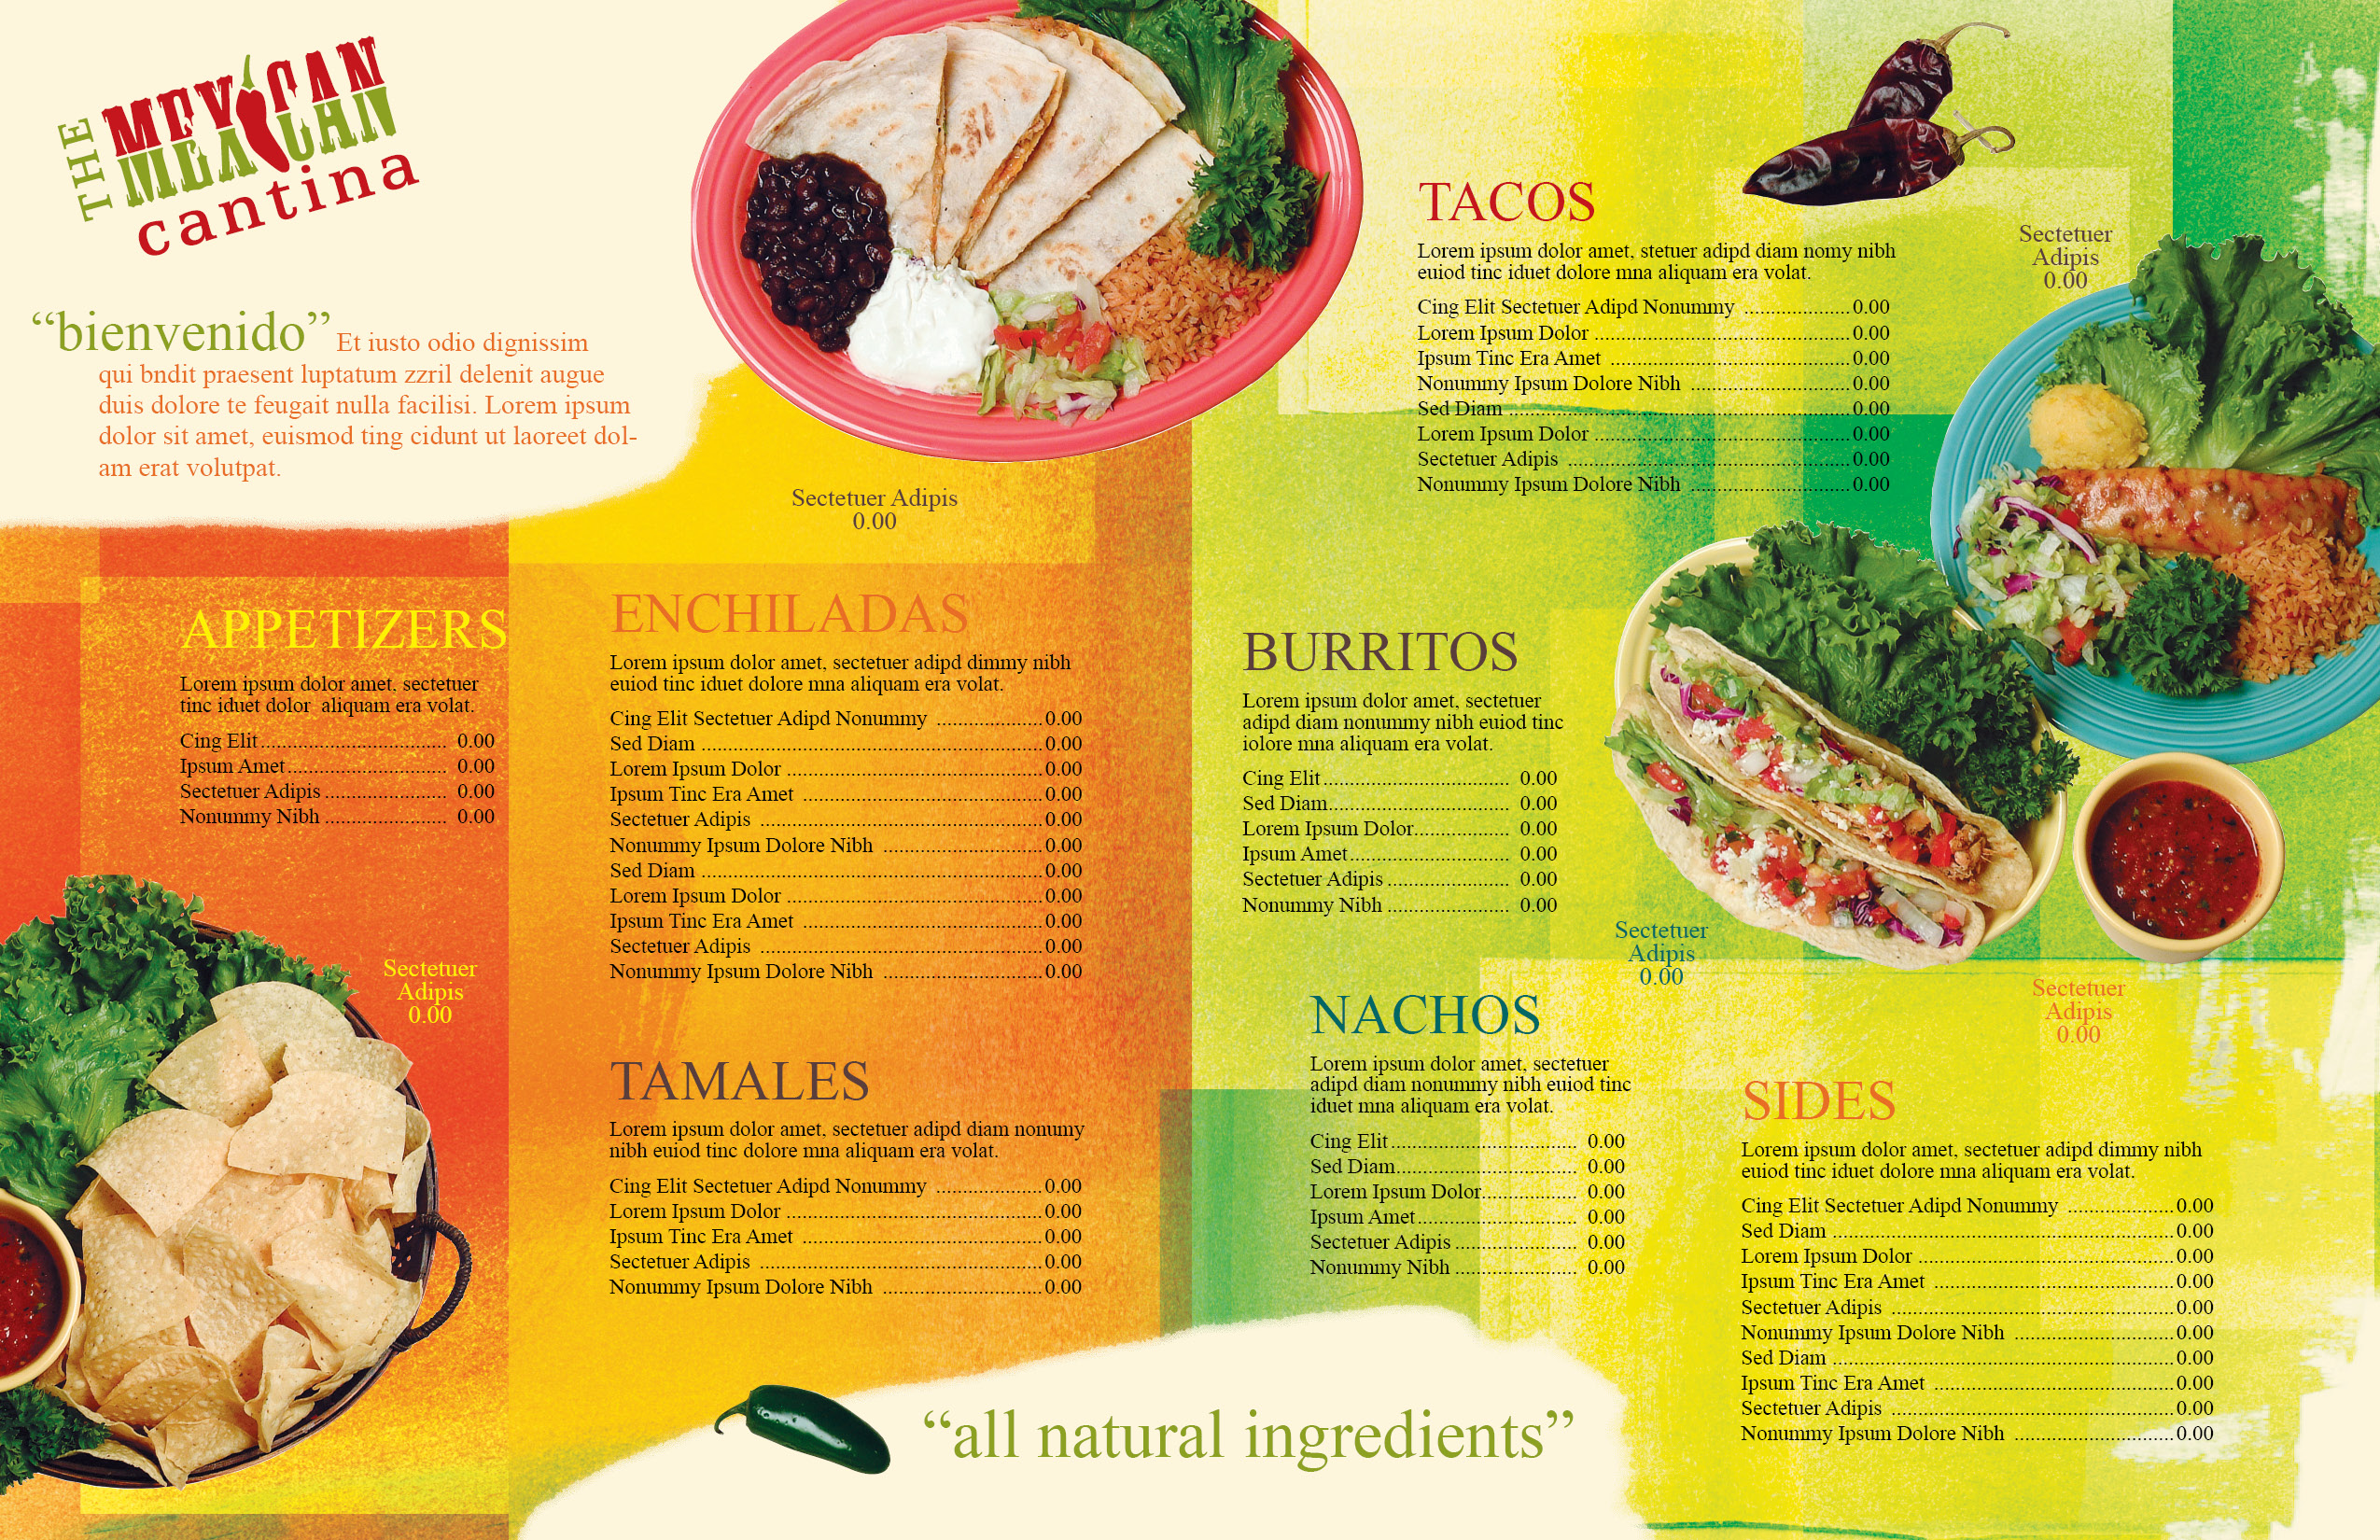 THE
MEXICAN
cantina
“bienvenido” Et iusto odio dignissim
qui bndit praesent luptatum zzril delenit augue
duis dolore te feugait nulla facilisi. Lorem ipsum
dolor sit amet, euismod ting cidunt ut laoreet dol-
am erat volutpat.
Sectetuer Adipis
0.00
APPETIZERS
Lorem ipsum dolor amet, sectetuer
tinc iduet dolor  aliquam era volat.
Cing Elit................................... 0.00
Ipsum Amet.............................. 0.00
Sectetuer Adipis ....................... 0.00
Nonummy Nibh ....................... 0.00
Sectetuer
Adipis
0.00
ENCHILADAS
Lorem ipsum dolor amet, sectetuer adipd dimmy nibh
euiod tinc iduet dolore mna aliquam era volat.
Cing Elit Sectetuer Adipd Nonummy ....................0.00
Sed Diam ................................................................0.00
Lorem Ipsum Dolor ................................................0.00
Ipsum Tinc Era Amet .............................................0.00
Sectetuer Adipis .....................................................0.00
Nonummy Ipsum Dolore Nibh ..............................0.00
Sed Diam ................................................................0.00
Lorem Ipsum Dolor ................................................0.00
Ipsum Tinc Era Amet .............................................0.00
Sectetuer Adipis .....................................................0.00
Nonummy Ipsum Dolore Nibh ..............................0.00
TAMALES
Lorem ipsum dolor amet, sectetuer adipd diam nonumy
nibh euiod tinc dolore mna aliquam era volat.
Cing Elit Sectetuer Adipd Nonummy ....................0.00
Lorem Ipsum Dolor ................................................0.00
Ipsum Tinc Era Amet .............................................0.00
Sectetuer Adipis .....................................................0.00
Nonummy Ipsum Dolore Nibh ..............................0.00
TACOS
Lorem ipsum dolor amet, stetuer adipd diam nomy nibh
euiod tinc iduet dolore mna aliquam era volat.
Cing Elit Sectetuer Adipd Nonummy ....................0.00
Lorem Ipsum Dolor ................................................0.00
Ipsum Tinc Era Amet .............................................0.00
Nonummy Ipsum Dolore Nibh ..............................0.00
Sed Diam ................................................................0.00
Lorem Ipsum Dolor ................................................0.00
Sectetuer Adipis .....................................................0.00
Nonummy Ipsum Dolore Nibh ..............................0.00
Sectetuer
Adipis
0.00
BURRITOS
Lorem ipsum dolor amet, sectetuer
adipd diam nonummy nibh euiod tinc
iolore mna aliquam era volat.
Cing Elit................................... 0.00
Sed Diam.................................. 0.00
Lorem Ipsum Dolor.................. 0.00
Ipsum Amet.............................. 0.00
Sectetuer Adipis ....................... 0.00
Nonummy Nibh ....................... 0.00
Sectetuer
Adipis
0.00
Sectetuer
Adipis
0.00
NACHOS
Lorem ipsum dolor amet, sectetuer
adipd diam nonummy nibh euiod tinc
iduet mna aliquam era volat.
Cing Elit................................... 0.00
Sed Diam.................................. 0.00
Lorem Ipsum Dolor.................. 0.00
Ipsum Amet.............................. 0.00
Sectetuer Adipis ....................... 0.00
Nonummy Nibh ....................... 0.00
SIDES
Lorem ipsum dolor amet, sectetuer adipd dimmy nibh
euiod tinc iduet dolore mna aliquam era volat.
Cing Elit Sectetuer Adipd Nonummy ....................0.00
Sed Diam ................................................................0.00
Lorem Ipsum Dolor ................................................0.00
Ipsum Tinc Era Amet .............................................0.00
Sectetuer Adipis .....................................................0.00
Nonummy Ipsum Dolore Nibh ..............................0.00
Sed Diam ................................................................0.00
Ipsum Tinc Era Amet .............................................0.00
Sectetuer Adipis .....................................................0.00
Nonummy Ipsum Dolore Nibh ..............................0.00
“all natural ingredients”